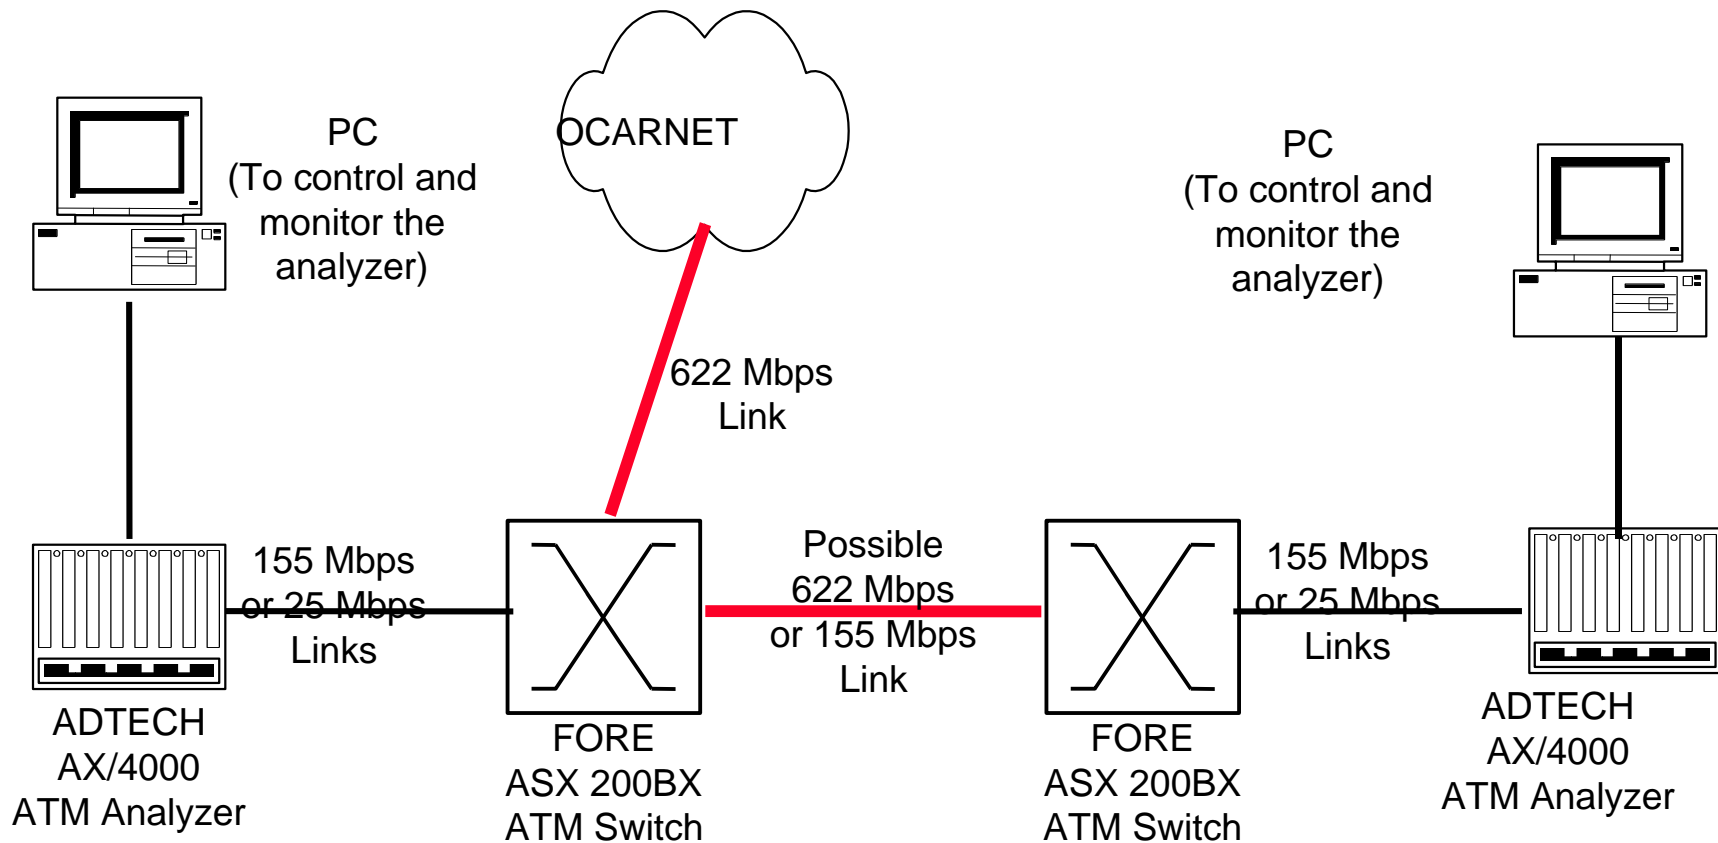 OCARNET
PC
(To control and
monitor the
analyzer)
PC
(To control and
monitor the
analyzer)
622 Mbps
Link
155 Mbps
or 25 Mbps
Links
Possible
622 Mbps
or 155 Mbps
Link
155 Mbps
or 25 Mbps
Links
ADTECH
AX/4000
ATM Analyzer
FORE
ASX 200BX
ATM Switch
FORE
ASX 200BX
ATM Switch
ADTECH
AX/4000
ATM Analyzer